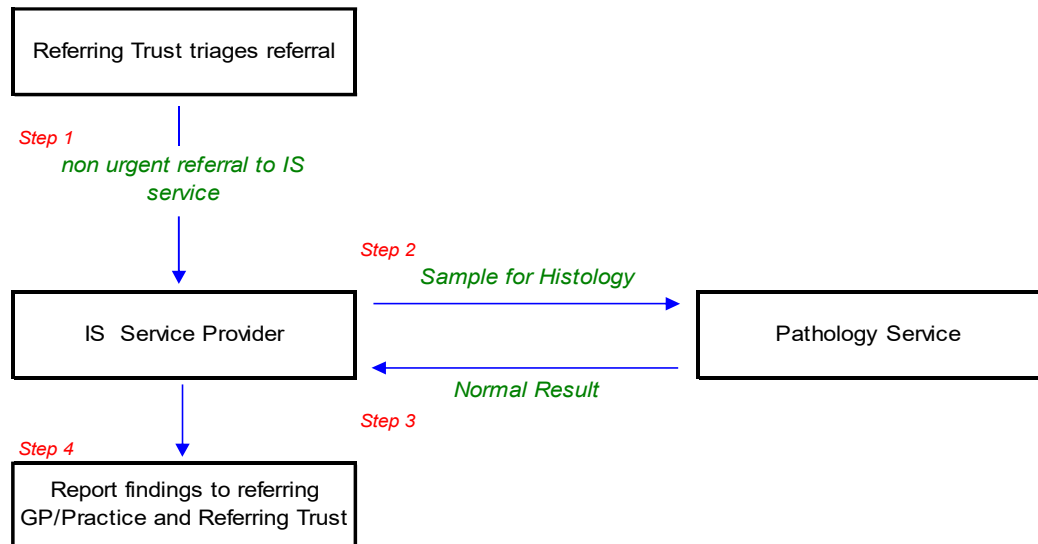 Referring Trust triages referral
Step 1
non urgent referral to IS
service
Step 2
Sample for Histology
IS Service Provider
Pathology Service
Normal Result
Step 3
Step 4
Report findings to referring
GP/Practice and Referring Trust